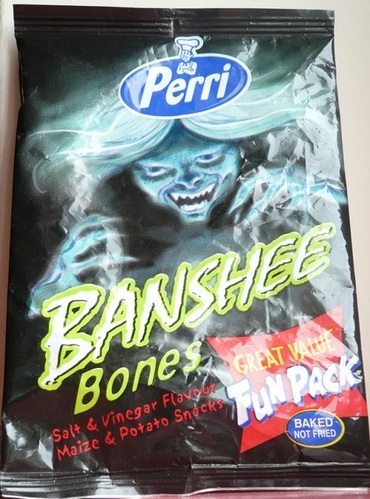 Perri
BANSHEE
Bones
Salt & Vinegar Flavour
Maize & Potato Snacks
GREAT VALUE
FUN PACK
BAKED
NOT FRIED